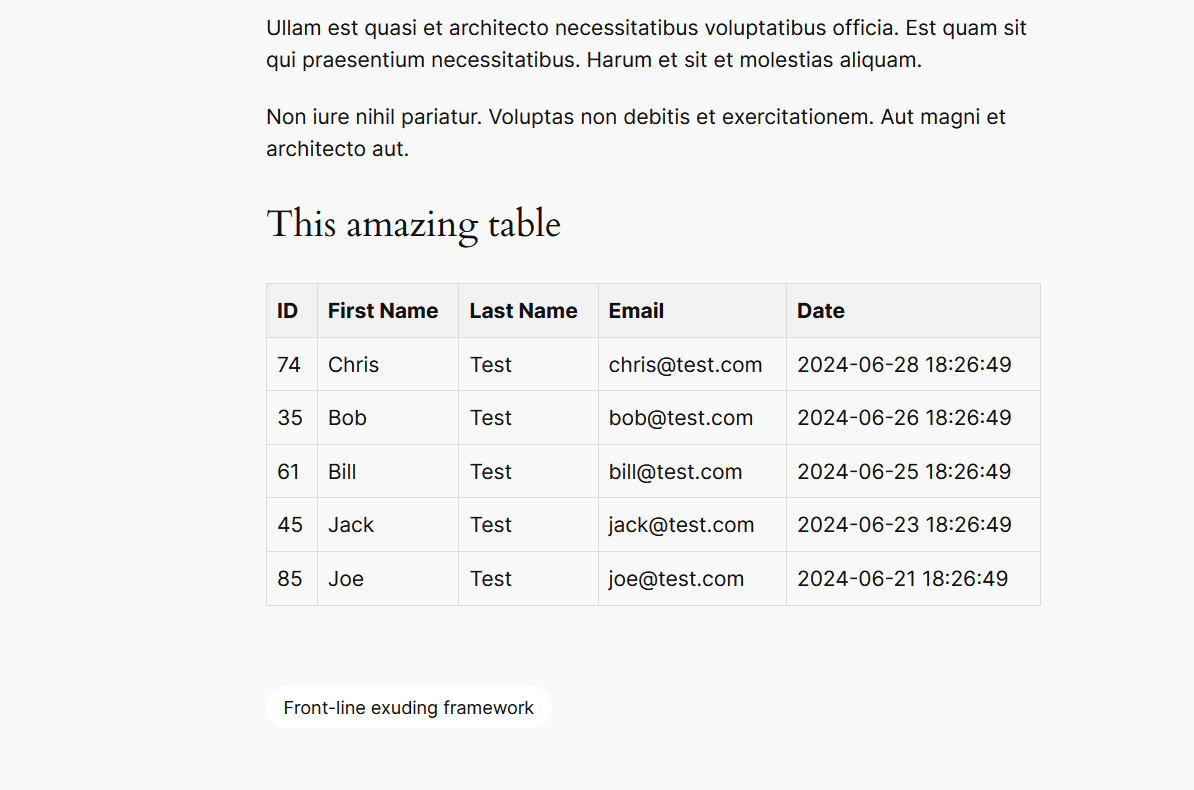 Ullam est quasi et architecto necessitatibus voluptatibus officia. Est quam sit
qui praesentium necessitatibus. Harum et sit et molestias aliquam.
Non iure nihil pariatur. Voluptas non debitis et exercitationem. Aut magni et
architecto aut.
This amazing table
ID First Name Last Name Email Date
74 Chris Test chris@test.com 2024-06-28 18:26:49
35 Bob Test bob@test.com 2024-06-26 18:26:49
61 Bill Test bill@test.com 2024-06-25 18:26:49
45 Jack Test jack@test.com 2024-06-23 18:26:49
85 Joe Test joe@test.com 2024-06-21 18:26:49
Front-line exuding framework